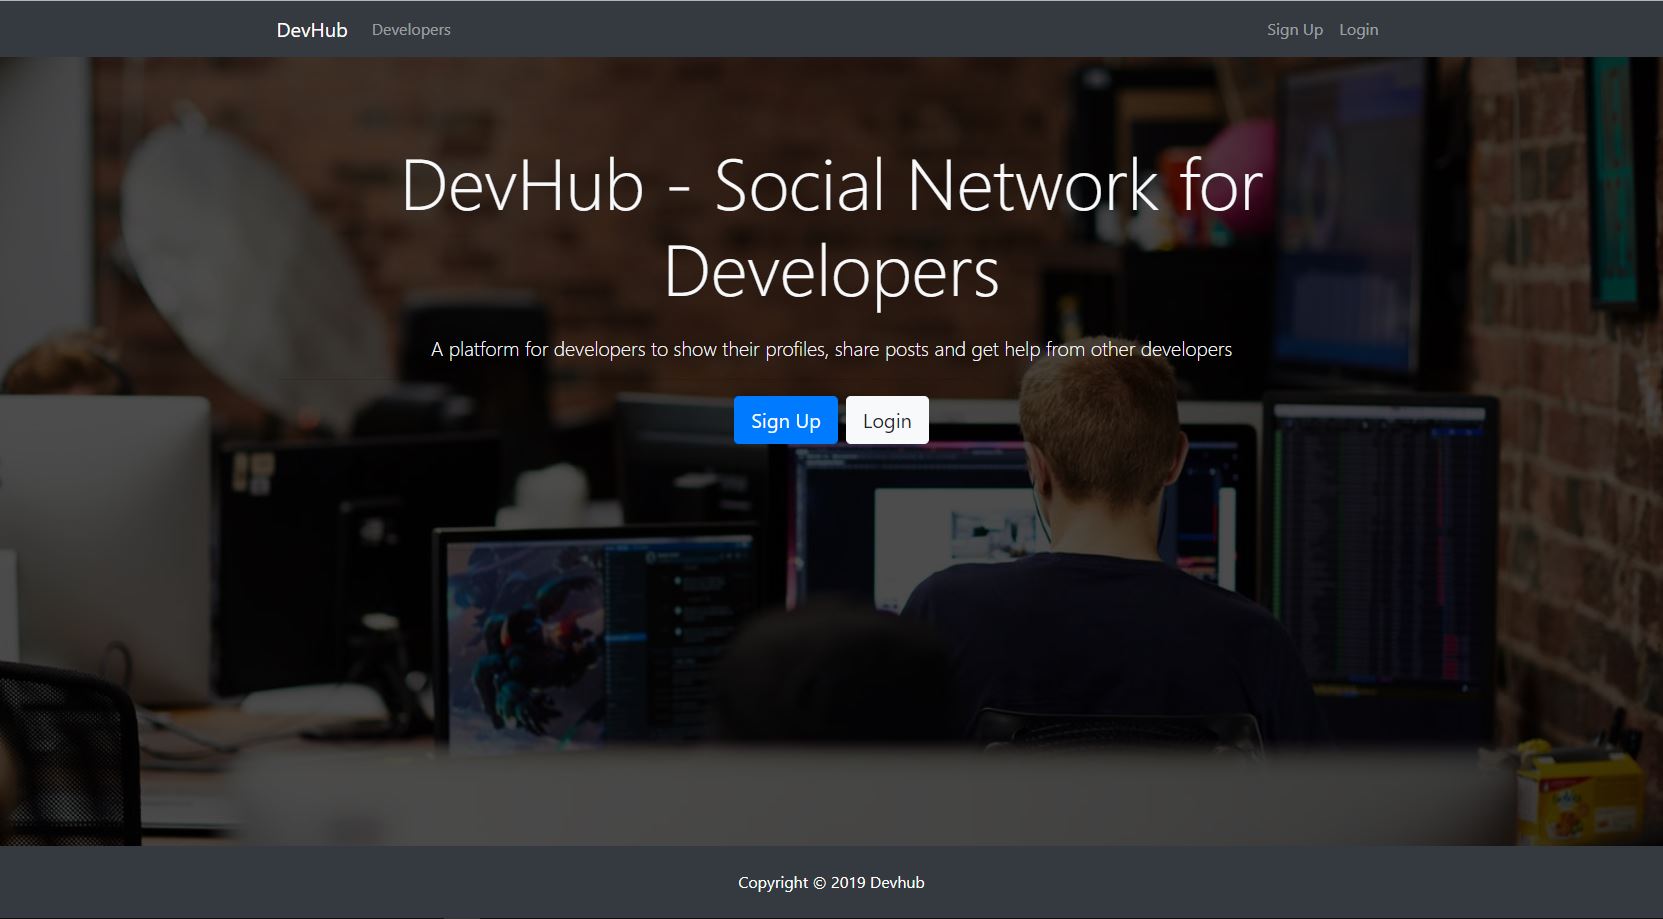 DevHub Developers Sign Up Login
DevHub - Social Network for
Developers
A platform for developers to show their profiles, share posts and get help from other developers
Sign Up Login
Copyright © 2019 Devhub